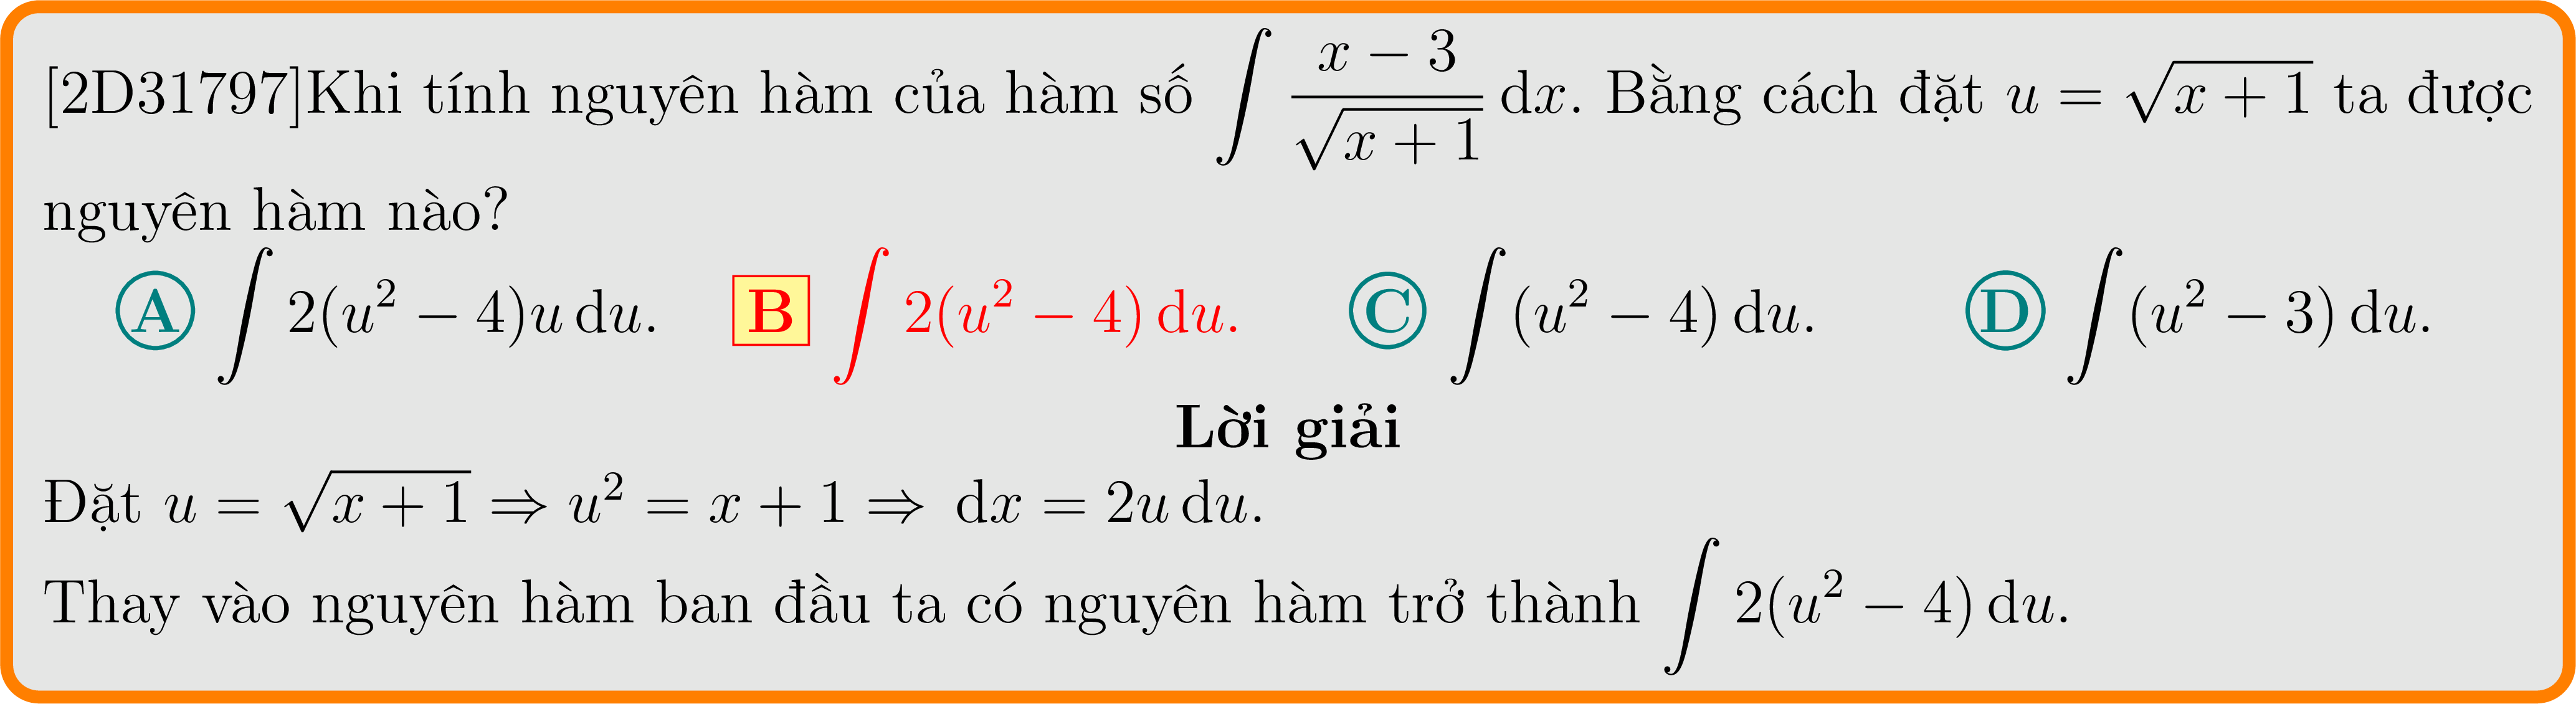 [2D31797]Khi tính nguyên hàm của hàm số $\int \dfrac{x-3}{\sqrt{x+1}}\,\mathrm{d}x$. Bằng cách đặt $u = \sqrt{x+1}$ ta được
nguyên hàm nào?
A $\int 2(u^2-4)u\,\mathrm{d}u.$ B $\int 2(u^2-4)\,\mathrm{d}u.$ C $\int (u^2-4)\,\mathrm{d}u.$ D $\int (u^2-3)\,\mathrm{d}u.$
Lời giải
Đặt $u = \sqrt{x+1} \Rightarrow u^2 = x+1 \Rightarrow \mathrm{d}x = 2u\,\mathrm{d}u.$
Thay vào nguyên hàm ban đầu ta có nguyên hàm trở thành $\int 2(u^2-4)\,\mathrm{d}u.$